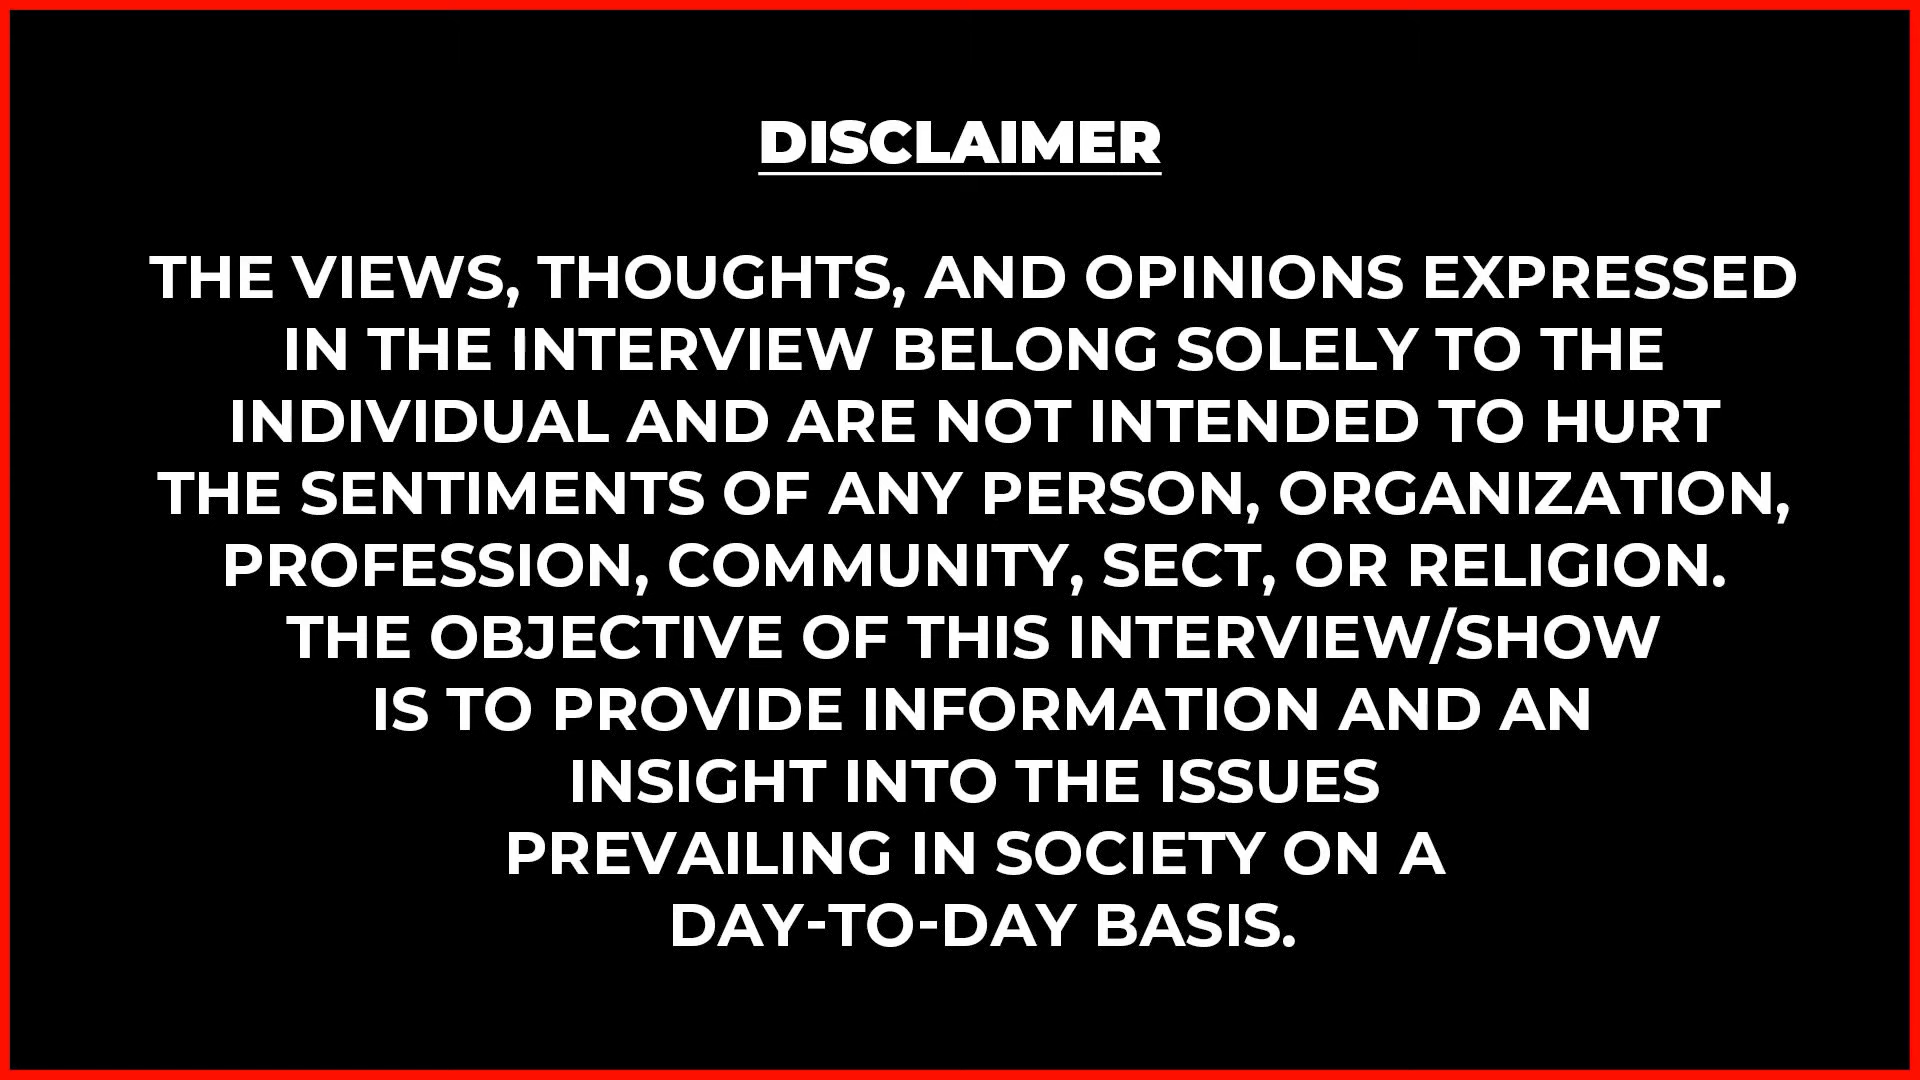 DISCLAIMER
THE VIEWS, THOUGHTS, AND OPINIONS EXPRESSED
IN THE INTERVIEW BELONG SOLELY TO THE
INDIVIDUAL AND ARE NOT INTENDED TO HURT
THE SENTIMENTS OF ANY PERSON, ORGANIZATION,
PROFESSION, COMMUNITY, SECT, OR RELIGION.
THE OBJECTIVE OF THIS INTERVIEW/SHOW
IS TO PROVIDE INFORMATION AND AN
INSIGHT INTO THE ISSUES
PREVAILING IN SOCIETY ON A
DAY-TO-DAY BASIS.